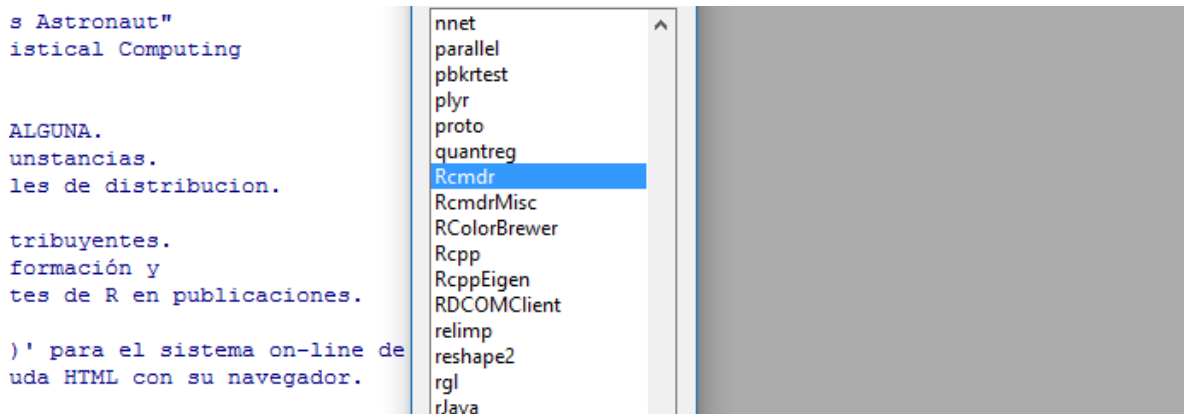 s Astronaut"
istical Computing
ALGUNA.
unstancias.
les de distribucion.
tribuyentes.
formación y
tes de R en publicaciones.
)' para el sistema on-line de
uda HTML con su navegador.
nnet
parallel
pbkrtest
plyr
proto
quantreg
Rcmdr
RcmdrMisc
RColorBrewer
Rcpp
RcppEigen
RDCOMClient
relimp
reshape2
rgl
rJava